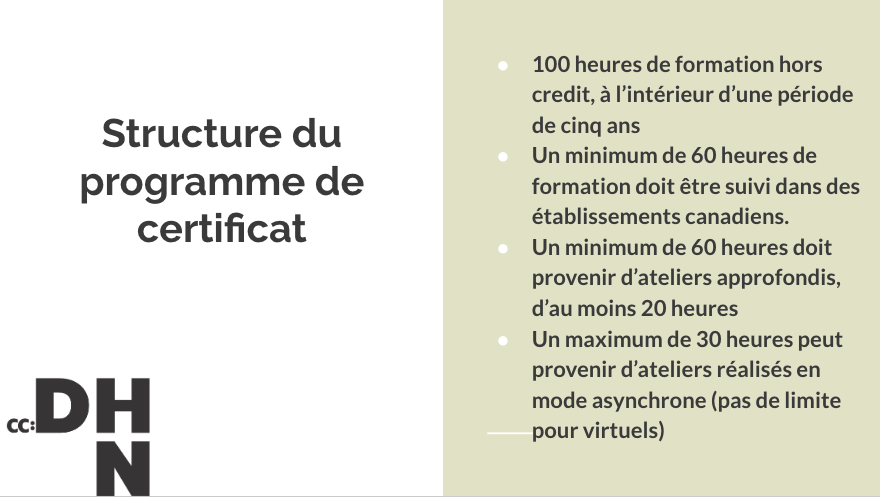 Structure du
programme de
certificat
cc:DH
N
100 heures de formation hors
credit, à l’intérieur d’une période
de cinq ans
Un minimum de 60 heures de
formation doit être suivi dans des
établissements canadiens.
Un minimum de 60 heures doit
provenir d’ateliers approfondis,
d’au moins 20 heures
Un maximum de 30 heures peut
provenir d’ateliers réalisés en
mode asynchrone (pas de limite
pour virtuels)